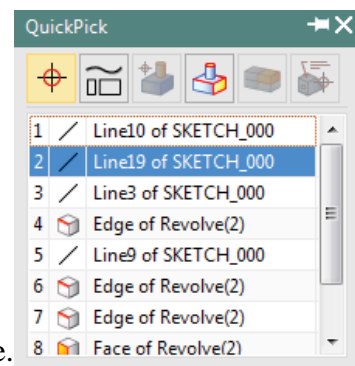 QuickPick
1 Line10 of SKETCH_000
2 Line19 of SKETCH_000
3 Line3 of SKETCH_000
4 Edge of Revolve(2)
5 Line9 of SKETCH_000
6 Edge of Revolve(2)
7 Edge of Revolve(2)
8 Face of Revolve(2)
e.